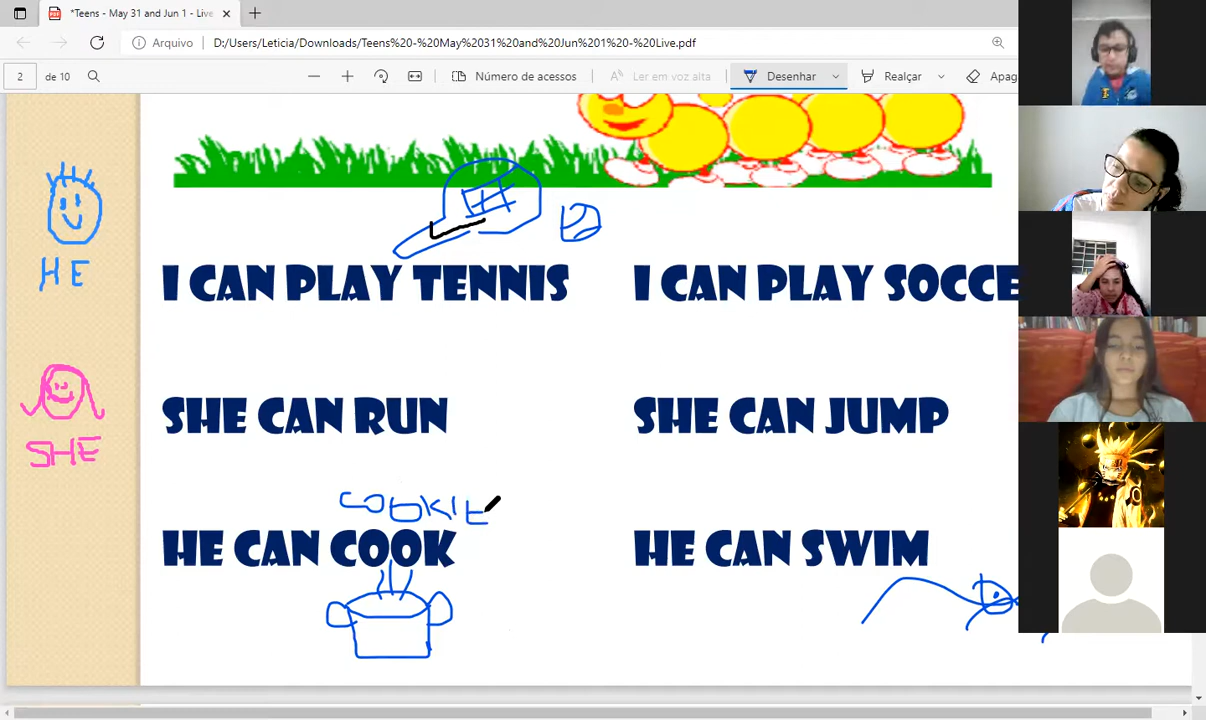 *Teens - May 31 and Jun 1 - Live
Arquivo
D:/Users/Leticia/Downloads/Teens%20-%20May%2031%20and%20Jun%201%20-%20Live.pdf
2
de 10
Número de acessos
Ler em voz alta
Desenhar
Realçar
Apag
HE
I CAN PLAY TENNIS
I CAN PLAY SOCCE
SHE CAN RUN
SHE CAN JUMP
SHE
COOKIE
HE CAN COOK
HE CAN SWIM